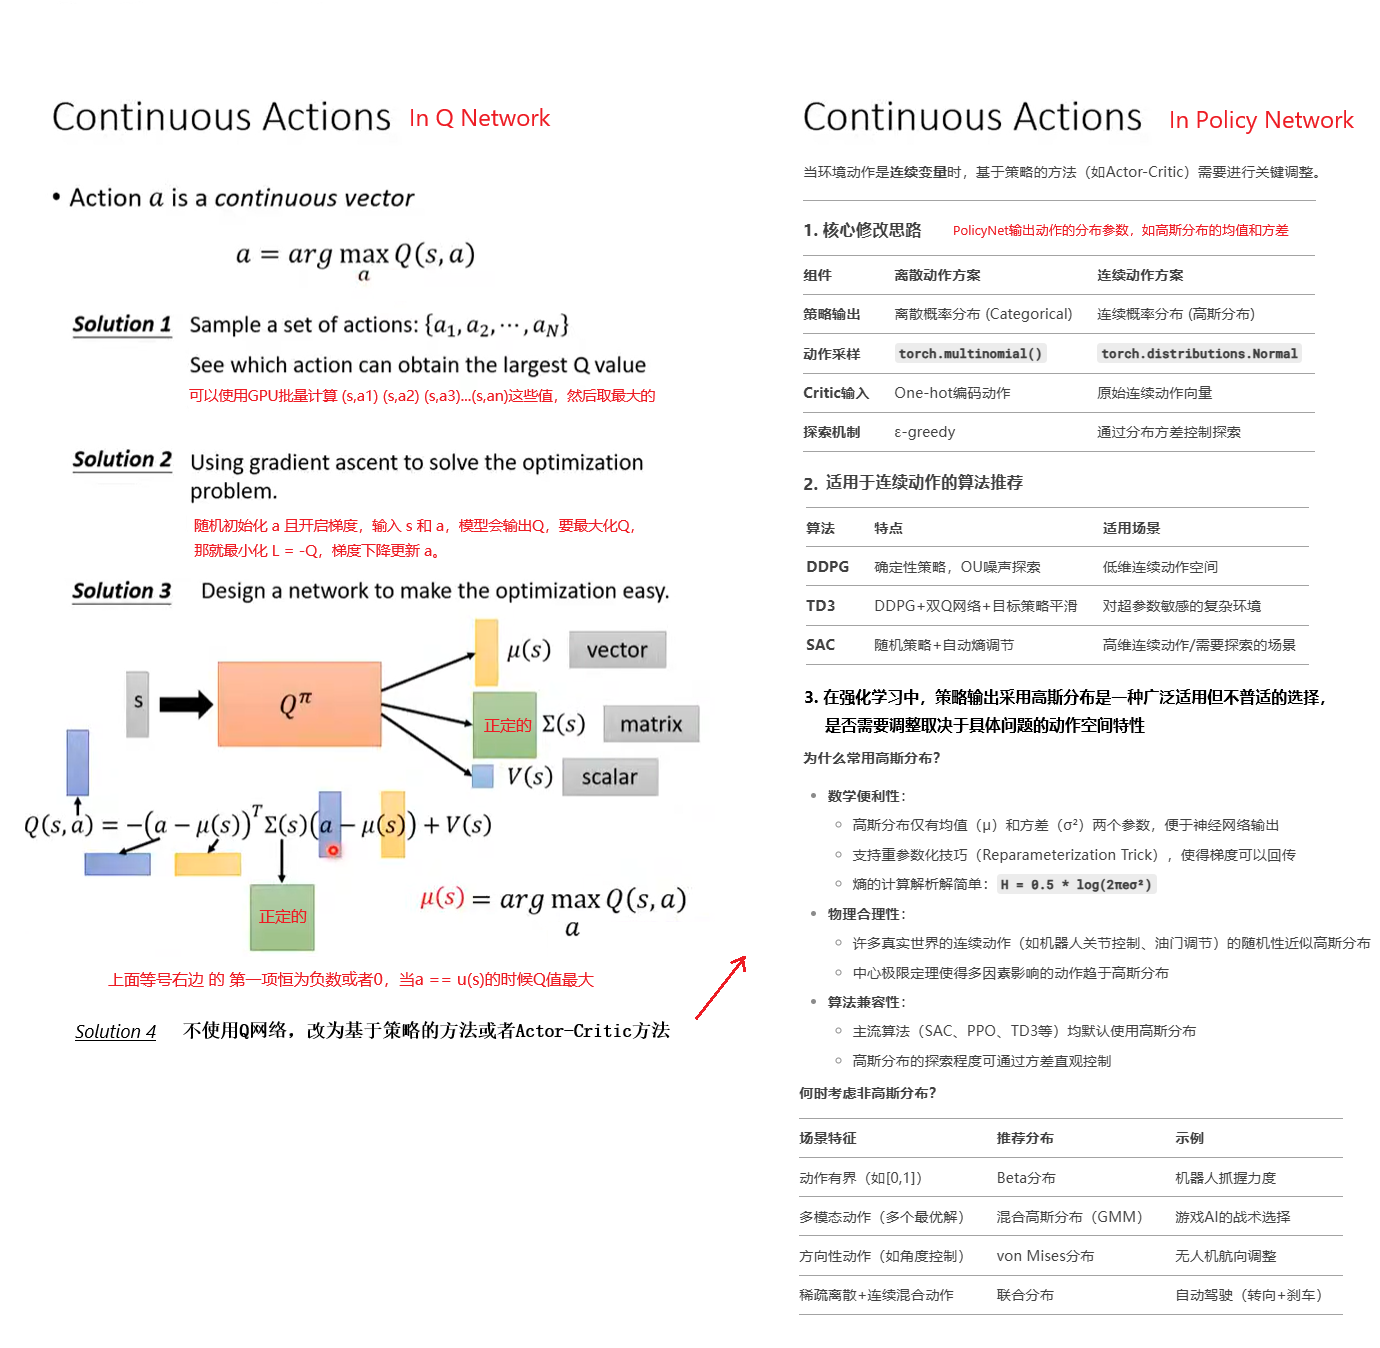 Continuous Actions In Q Network
• Action a is a continuous vector
a = arg max Q(s, a)
a
Solution 1 Sample a set of actions: {a₁, a₂, ⋯, a_N}
See which action can obtain the largest Q value
可以使用GPU批量计算 (s,a1) (s,a2) (s,a3)...(s,an)这些值，然后取最大的
Solution 2 Using gradient ascent to solve the optimization
problem.
随机初始化 a 且开启梯度，输入 s 和 a，模型会输出Q，要最大化Q，
那就最小化 L = -Q，梯度下降更新 a。
Solution 3 Design a network to make the optimization easy.
μ(s) vector
s
Q^π
正定的 Σ(s) matrix
V(s) scalar
Q(s, a) = −(a − μ(s))^T Σ(s)(a − μ(s)) + V(s)
正定的
μ(s) = arg max Q(s, a)
a
上面等号右边 的 第一项恒为负数或者0，当a == u(s)的时候Q值最大
Solution 4 不使用Q网络，改为基于策略的方法或者Actor-Critic方法
Continuous Actions In Policy Network
当环境动作是连续变量时，基于策略的方法（如Actor-Critic）需要进行关键调整。
1. 核心修改思路 PolicyNet输出动作的分布参数，如高斯分布的均值和方差
组件 离散动作方案 连续动作方案
策略输出 离散概率分布 (Categorical) 连续概率分布 (高斯分布)
动作采样 torch.multinomial() torch.distributions.Normal
Critic输入 One-hot编码动作 原始连续动作向量
探索机制 ε-greedy 通过分布方差控制探索
2. 适用于连续动作的算法推荐
算法 特点 适用场景
DDPG 确定性策略，OU噪声探索 低维连续动作空间
TD3 DDPG+双Q网络+目标策略平滑 对超参数敏感的复杂环境
SAC 随机策略+自动熵调节 高维连续动作/需要探索的场景
3. 在强化学习中，策略输出采用高斯分布是一种广泛适用但不普适的选择，
是否需要调整取决于具体问题的动作空间特性
为什么常用高斯分布？
• 数学便利性：
◦ 高斯分布仅有均值（μ）和方差（σ²）两个参数，便于神经网络输出
◦ 支持重参数化技巧（Reparameterization Trick），使得梯度可以回传
◦ 熵的计算解析解简单：H = 0.5 * log(2πeσ²)
• 物理合理性：
◦ 许多真实世界的连续动作（如机器人关节控制、油门调节）的随机性近似高斯分布
◦ 中心极限定理使得多因素影响的动作趋于高斯分布
• 算法兼容性：
◦ 主流算法（SAC、PPO、TD3等）均默认使用高斯分布
◦ 高斯分布的探索程度可通过方差直观控制
何时考虑非高斯分布？
场景特征 推荐分布 示例
动作有界（如[0,1]） Beta分布 机器人抓握力度
多模态动作（多个最优解） 混合高斯分布（GMM） 游戏AI的战术选择
方向性动作（如角度控制） von Mises分布 无人机航向调整
稀疏离散+连续混合动作 联合分布 自动驾驶（转向+刹车）